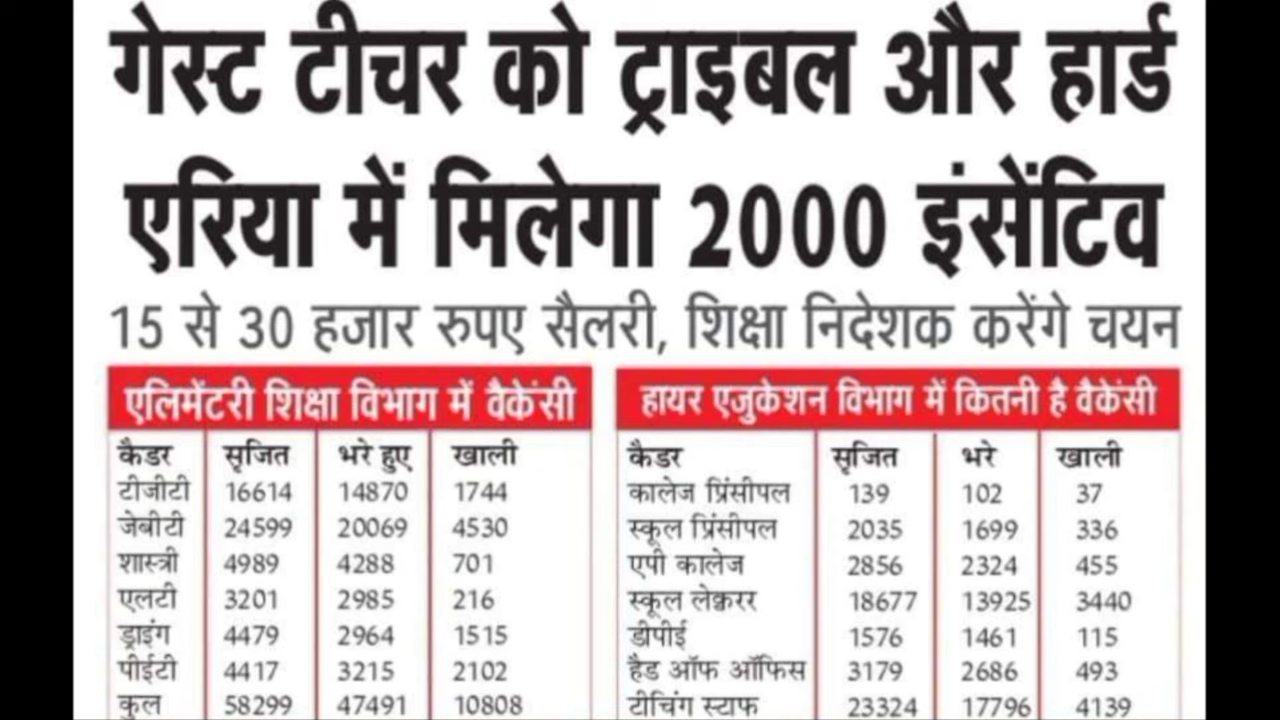 गेस्ट टीचर को ट्राइबल और हार्ड
एरिया में मिलेगा 2000 इंसेंटिव
15 से 30 हजार रुपए सैलरी, शिक्षा निदेशक करेंगे चयन
एलिमेंटरी शिक्षा विभाग में वैकेंसी
कैडर सृजित भरे हुए खाली
टीजीटी 16614 14870 1744
जेबीटी 24599 20069 4530
शास्त्री 4989 4288 701
एलटी 3201 2985 216
ड्राइंग 4479 2964 1515
पीईटी 4417 3215 2102
कुल 58299 47491 10808
हायर एजुकेशन विभाग में कितनी है वैकेंसी
कैडर सृजित भरे खाली
कालेज प्रिंसीपल 139 102 37
स्कूल प्रिंसीपल 2035 1699 336
एपी कालेज 2856 2324 455
स्कूल लेक्चरर 18677 13925 3440
डीपीई 1576 1461 115
हैड ऑफ ऑफिस 3179 2686 493
टीचिंग स्टाफ 23324 17796 4139